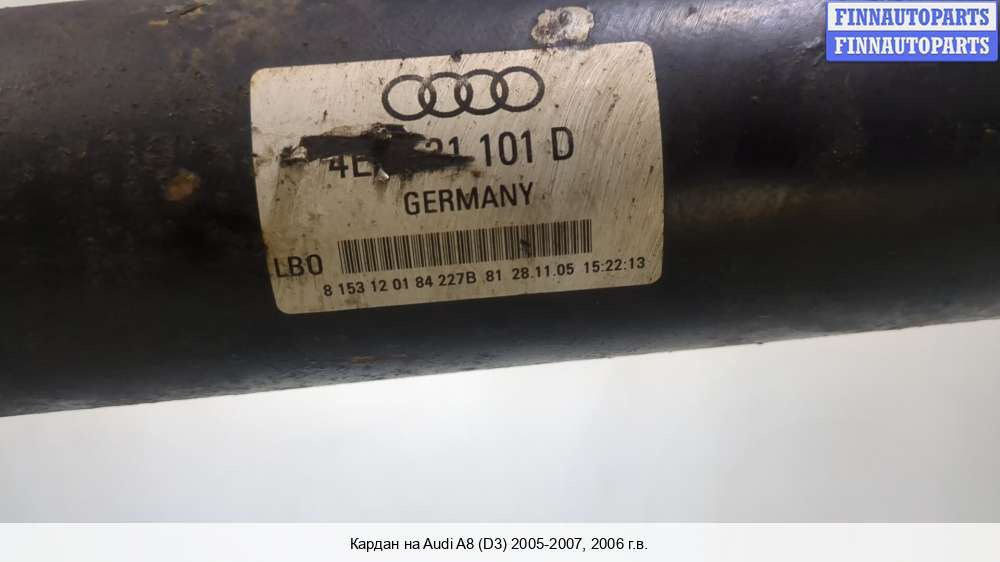 FINNAUTOPARTS
FINNAUTOPARTS
101 D
GERMANY
LBO
8 153 12 01 84 227B 81 28.11.05 15:22:13
Кардан на Audi A8 (D3) 2005-2007, 2006 г.в.